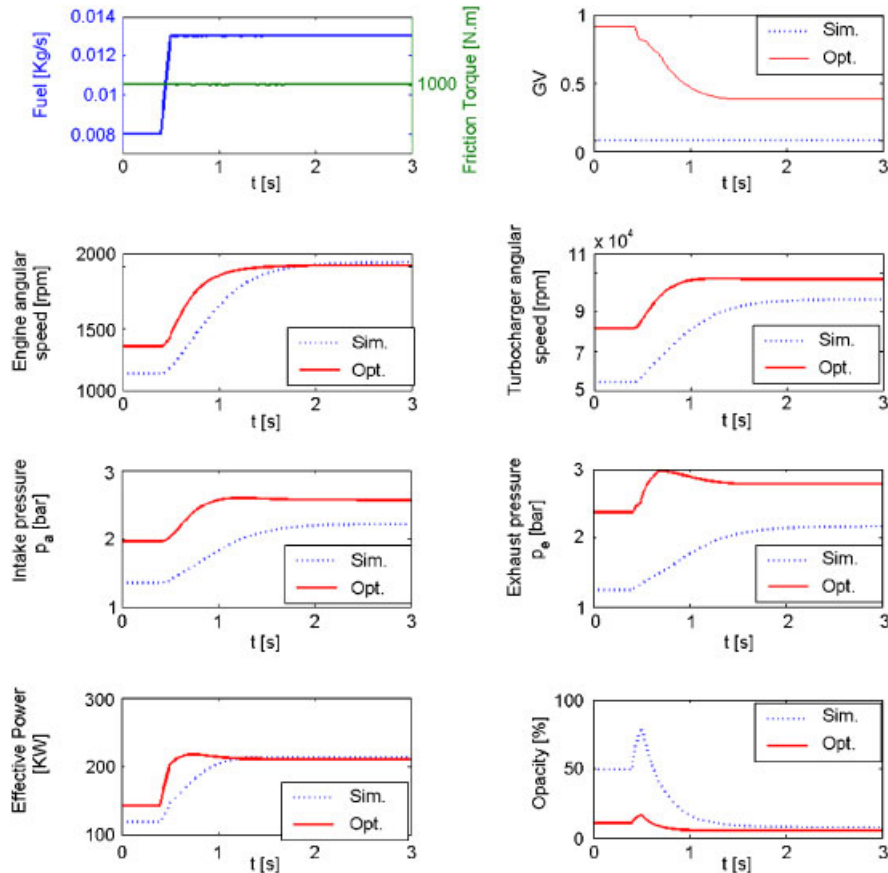 0.014
0.012
0.01
0.008
Fuel [Kg/s]
1000
Friction Torque [N.m]
0 1 2 3
t [s]
1
0.5
0
GV
Sim.
Opt.
0 1 2 3
t [s]
2000
1500
1000
Engine angular
speed [rpm]
Sim.
Opt.
0 1 2 3
t [s]
x 10⁴
11
9
7
5
Turbocharger angular
speed [rpm]
Sim.
Opt.
0 1 2 3
t [s]
3
2
1
Intake pressure
pₐ [bar]
Sim.
Opt.
0 1 2 3
t [s]
3
2
1
Exhaust pressure
pₑ [bar]
Sim.
Opt.
0 1 2 3
t [s]
300
200
100
Effective Power
[KW]
Sim.
Opt.
0 1 2 3
t [s]
100
50
0
Opacity [%]
Sim.
Opt.
0 1 2 3
t [s]